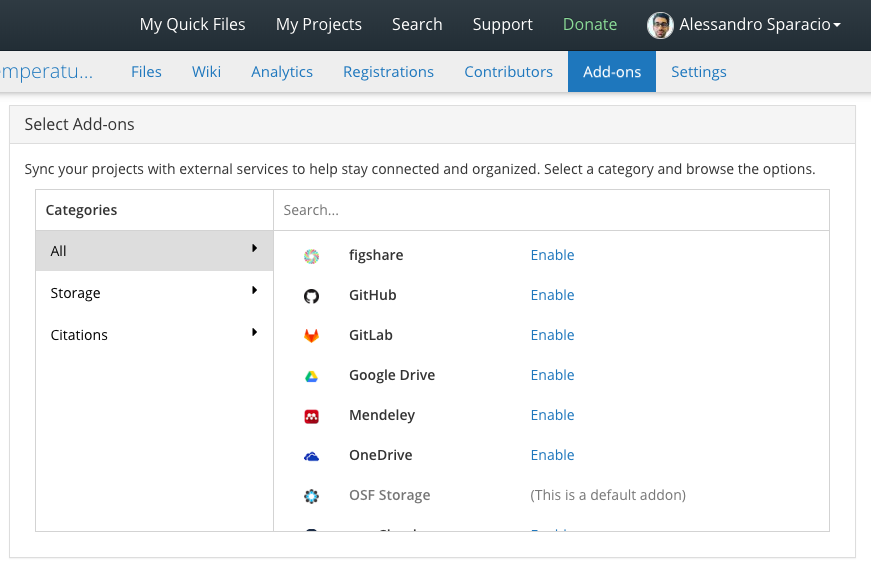 My Quick Files My Projects Search Support Donate Alessandro Sparacio
mperatu... Files Wiki Analytics Registrations Contributors Add-ons Settings
Select Add-ons
Sync your projects with external services to help stay connected and organized. Select a category and browse the options.
Categories Search...
All
Storage
Citations
figshare Enable
GitHub Enable
GitLab Enable
Google Drive Enable
Mendeley Enable
OneDrive Enable
OSF Storage (This is a default addon)